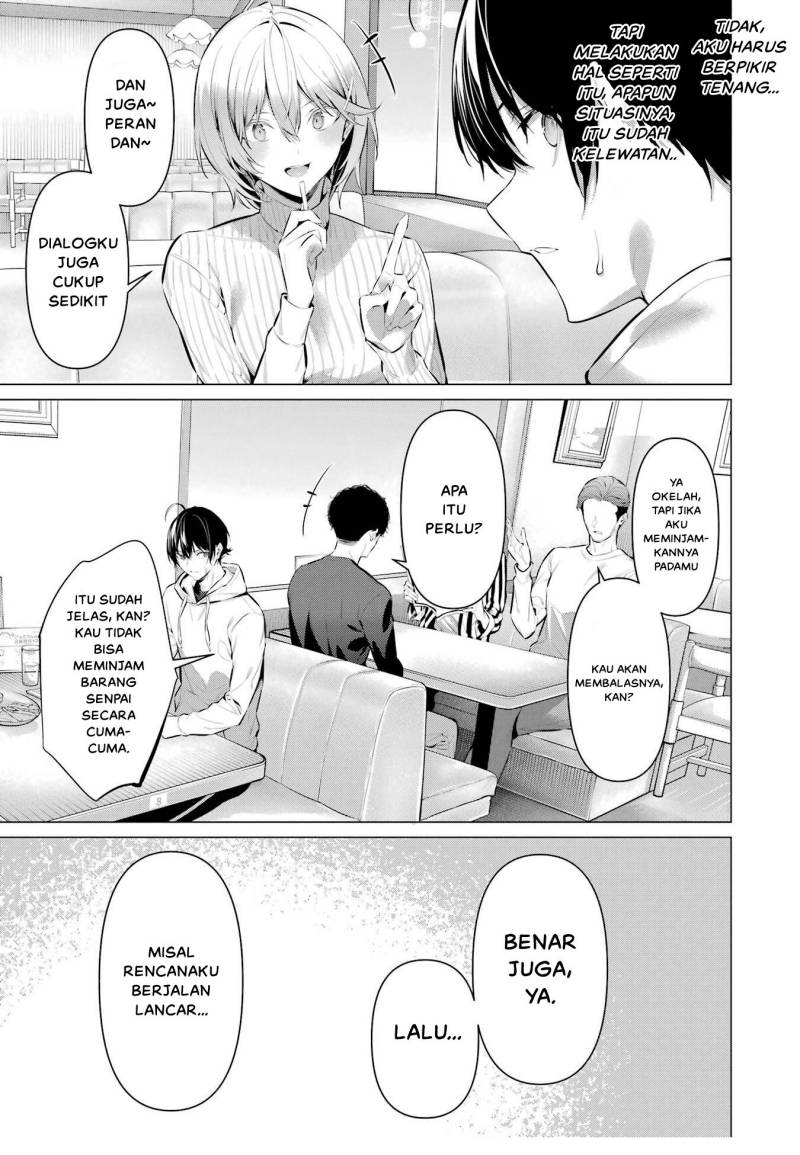 TIDAK,
AKU HARUS
BERPIKIR
TENANG...
TAPI
MELAKUKAN
HAL SEPERTI
ITU, APAPUN
SITUASINYA,
ITU SUDAH
KELEWATAN..
DAN
JUGA~
PERAN
DAN~
DIALOGKU
JUGA
CUKUP
SEDIKIT
YA
OKELAH,
TAPI JIKA
AKU
MEMINJAM-
KANNYA
PADAMU
KAU AKAN
MEMBALASNYA,
KAN?
APA
ITU
PERLU?
ITU SUDAH
JELAS, KAN?
KAU TIDAK
BISA
MEMINJAM
BARANG
SENPAI
SECARA
CUMA-
CUMA.
8
BENAR
JUGA,
YA.
LALU...
MISAL
RENCANAKU
BERJALAN
LANCAR...